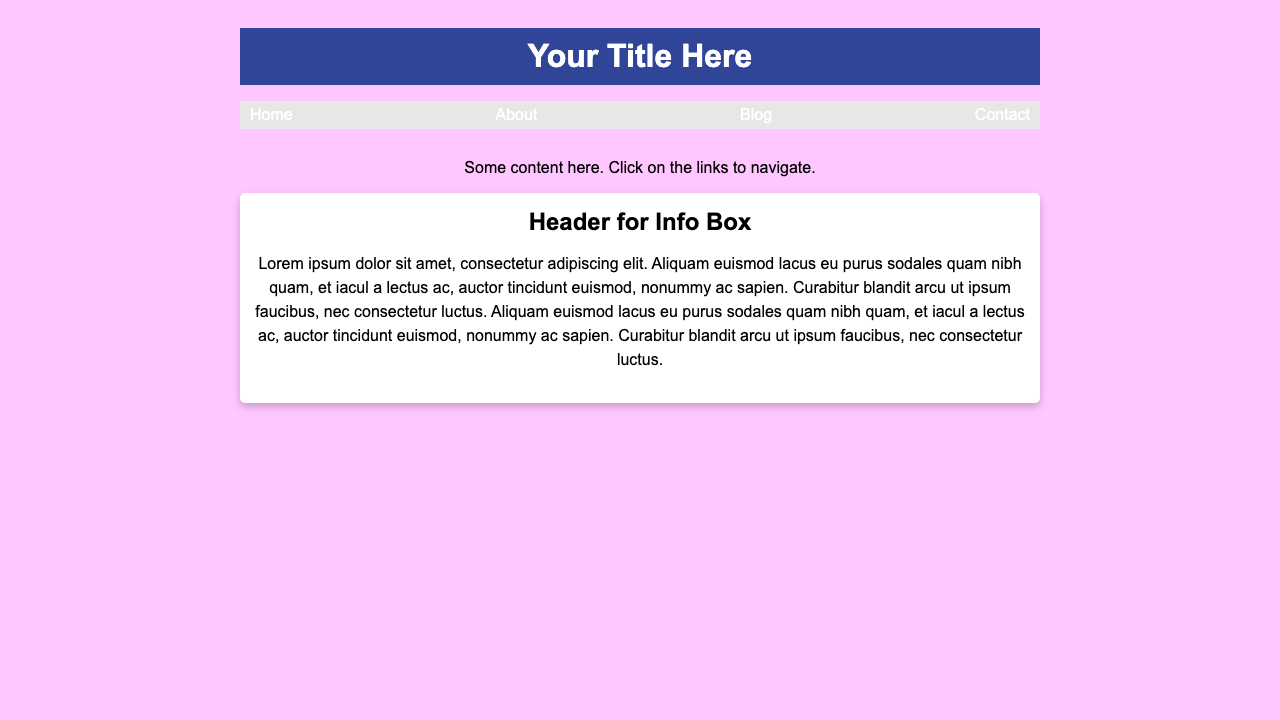 Your Title Here
Home About Blog Contact
Some content here. Click on the links to navigate.
Header for Info Box
Lorem ipsum dolor sit amet, consectetur adipiscing elit. Aliquam euismod lacus eu purus sodales quam nibh
quam, et iacul a lectus ac, auctor tincidunt euismod, nonummy ac sapien. Curabitur blandit arcu ut ipsum
faucibus, nec consectetur luctus. Aliquam euismod lacus eu purus sodales quam nibh quam, et iacul a lectus
ac, auctor tincidunt euismod, nonummy ac sapien. Curabitur blandit arcu ut ipsum faucibus, nec consectetur
luctus.